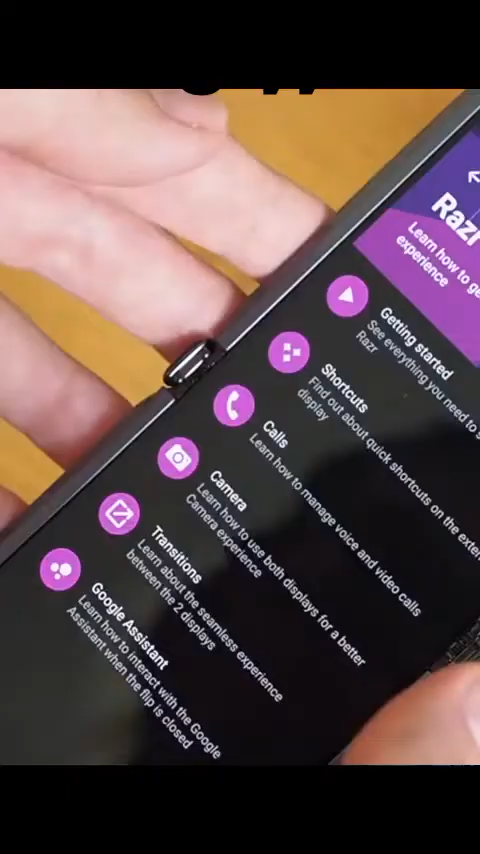 Razr
Learn how to
experience
Getting started
See everything you need to
Razr
Shortcuts
Find out about quick shortcuts on the
display
Calls
Learn how to manage voice and video calls
Camera
Learn how to use both displays for a better
Camera experience
Transitions
Learn about the seamless experience
between the 2 displays
Google Assistant
Learn how to interact with the Google
Assistant when the flip is closed